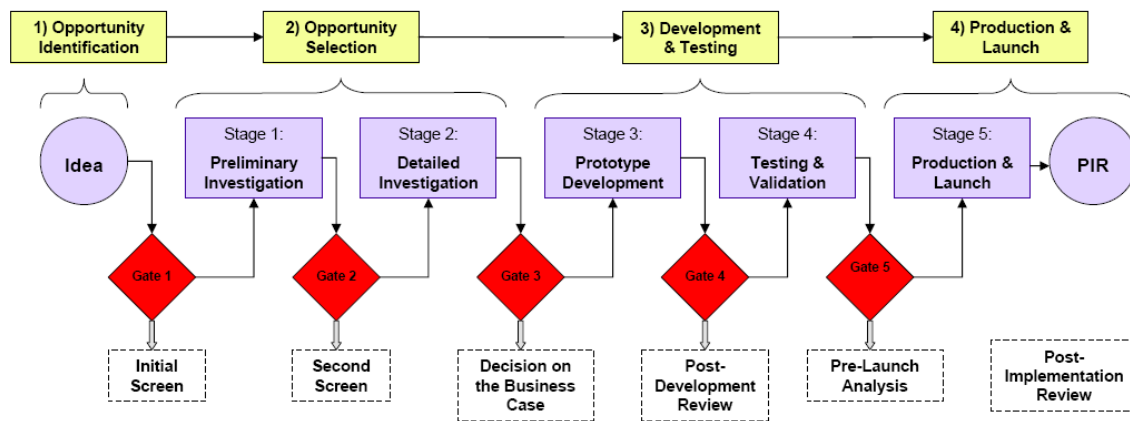 1) Opportunity
Identification
2) Opportunity
Selection
3) Development
& Testing
4) Production &
Launch
Idea
Stage 1:
Preliminary
Investigation
Stage 2:
Detailed
Investigation
Stage 3:
Prototype
Development
Stage 4:
Testing &
Validation
Stage 5:
Production &
Launch
PIR
Gate 1
Gate 2
Gate 3
Gate 4
Gate 5
Initial
Screen
Second
Screen
Decision on
the Business
Case
Post-
Development
Review
Pre-Launch
Analysis
Post-
Implementation
Review